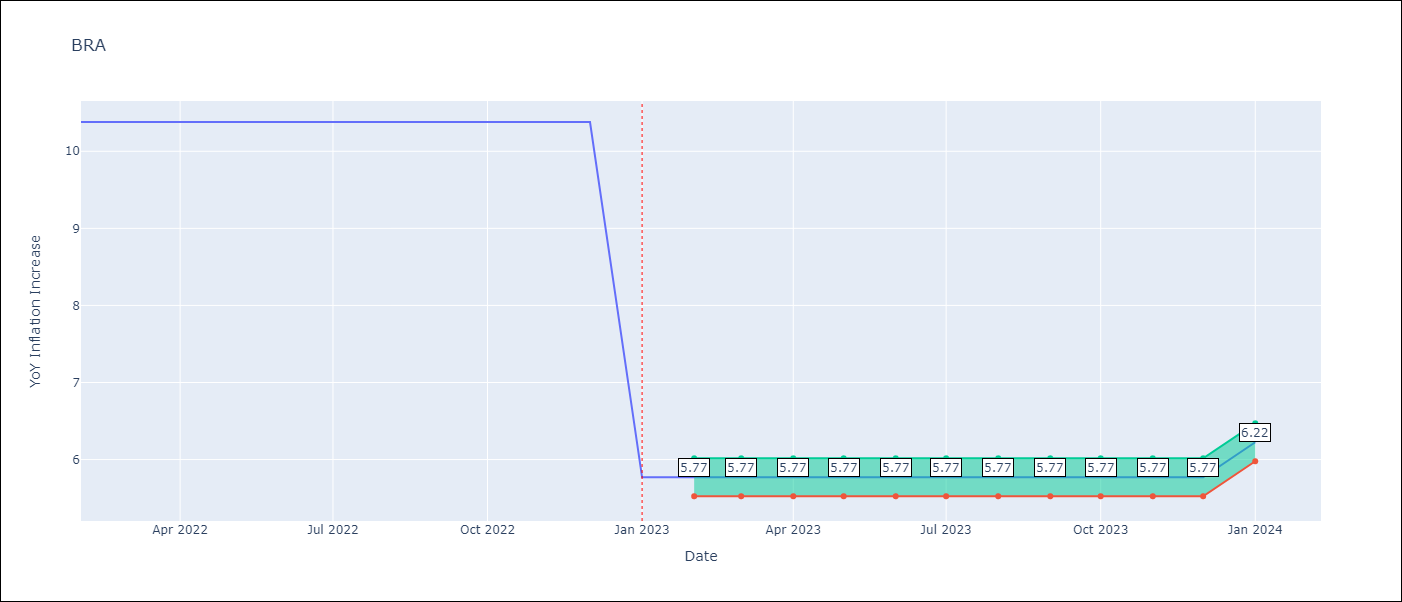 BRA
YoY Inflation Increase
10
9
8
7
6
5.77 5.77 5.77 5.77 5.77 5.77 5.77 5.77 5.77 5.77 5.77 6.22
Apr 2022 Jul 2022 Oct 2022 Jan 2023 Apr 2023 Jul 2023 Oct 2023 Jan 2024
Date